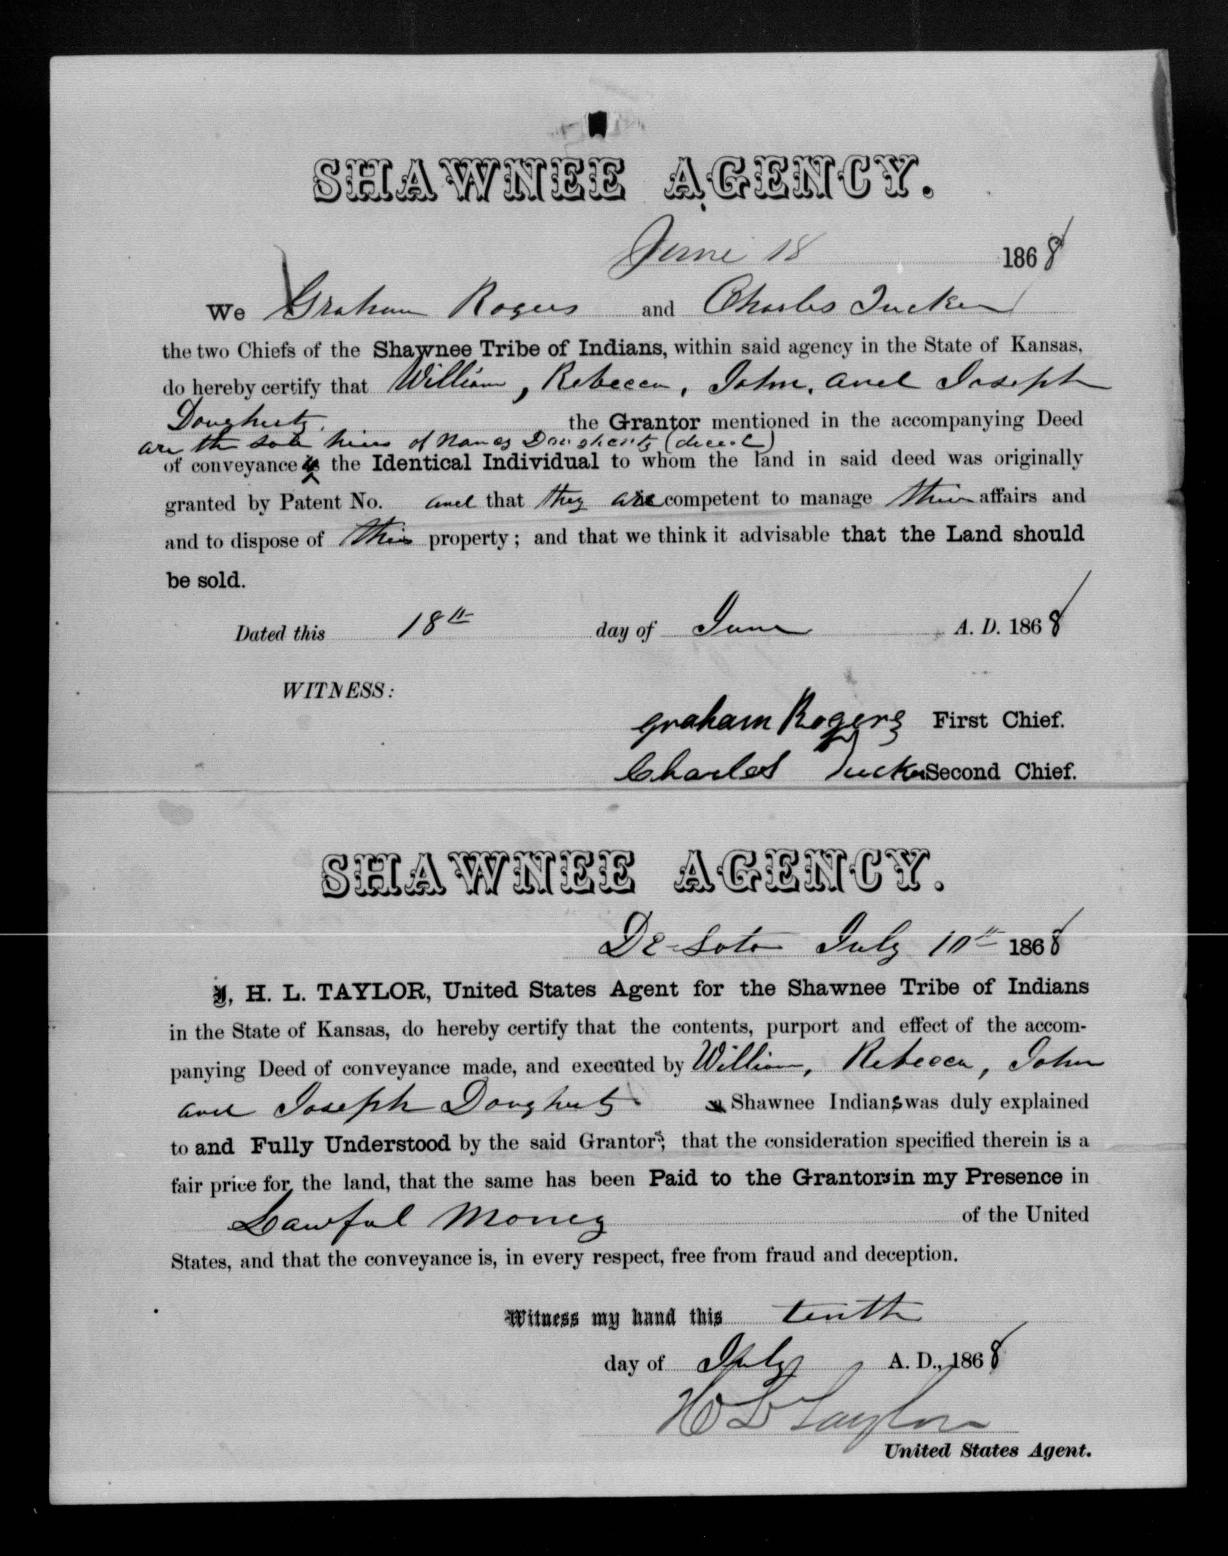 SHAWNEE AGENCY.
June 18 1868
We Graham Rogers and Charles Tucker
the two Chiefs of the Shawnee Tribe of Indians, within said agency in the State of Kansas,
do hereby certify that William, Rebecca, John, and Joseph
Dougherty. the Grantor mentioned in the accompanying Deed
are the sole heirs of Nancy Dougherty (decd)
of conveyance the Identical Individual to whom the land in said deed was originally
granted by Patent No. and that they are competent to manage their affairs and
and to dispose of their property; and that we think it advisable that the Land should
be sold.
Dated this 18th day of June A. D. 1868
WITNESS:
Graham Rogers First Chief.
Charles Tucker Second Chief.
SHAWNEE AGENCY.
De-Soto July 10th 1868
I, H. L. TAYLOR, United States Agent for the Shawnee Tribe of Indians
in the State of Kansas, do hereby certify that the contents, purport and effect of the accom-
panying Deed of conveyance made, and executed by William, Rebecca, John
and Joseph Dougherty Shawnee Indians was duly explained
to and Fully Understood by the said Grantors; that the consideration specified therein is a
fair price for the land, that the same has been Paid to the Grantors in my Presence in
Lawful Money of the United
States, and that the conveyance is, in every respect, free from fraud and deception.
Witness my hand this tenth
day of July A. D., 1868
H L Taylor
United States Agent.